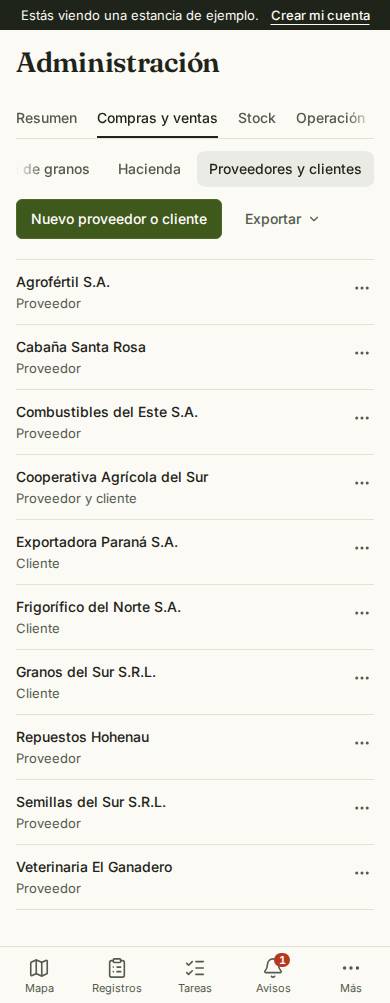 Estás viendo una estancia de ejemplo. Crear mi cuenta
Administración
Resumen Compras y ventas Stock Operación
de granos Hacienda Proveedores y clientes
Nuevo proveedor o cliente Exportar
Agrofértil S.A.
Proveedor
Cabaña Santa Rosa
Proveedor
Combustibles del Este S.A.
Proveedor
Cooperativa Agrícola del Sur
Proveedor y cliente
Exportadora Paraná S.A.
Cliente
Frigorífico del Norte S.A.
Cliente
Granos del Sur S.R.L.
Cliente
Repuestos Hohenau
Proveedor
Semillas del Sur S.R.L.
Proveedor
Veterinaria El Ganadero
Proveedor
1
Mapa Registros Tareas Avisos Más